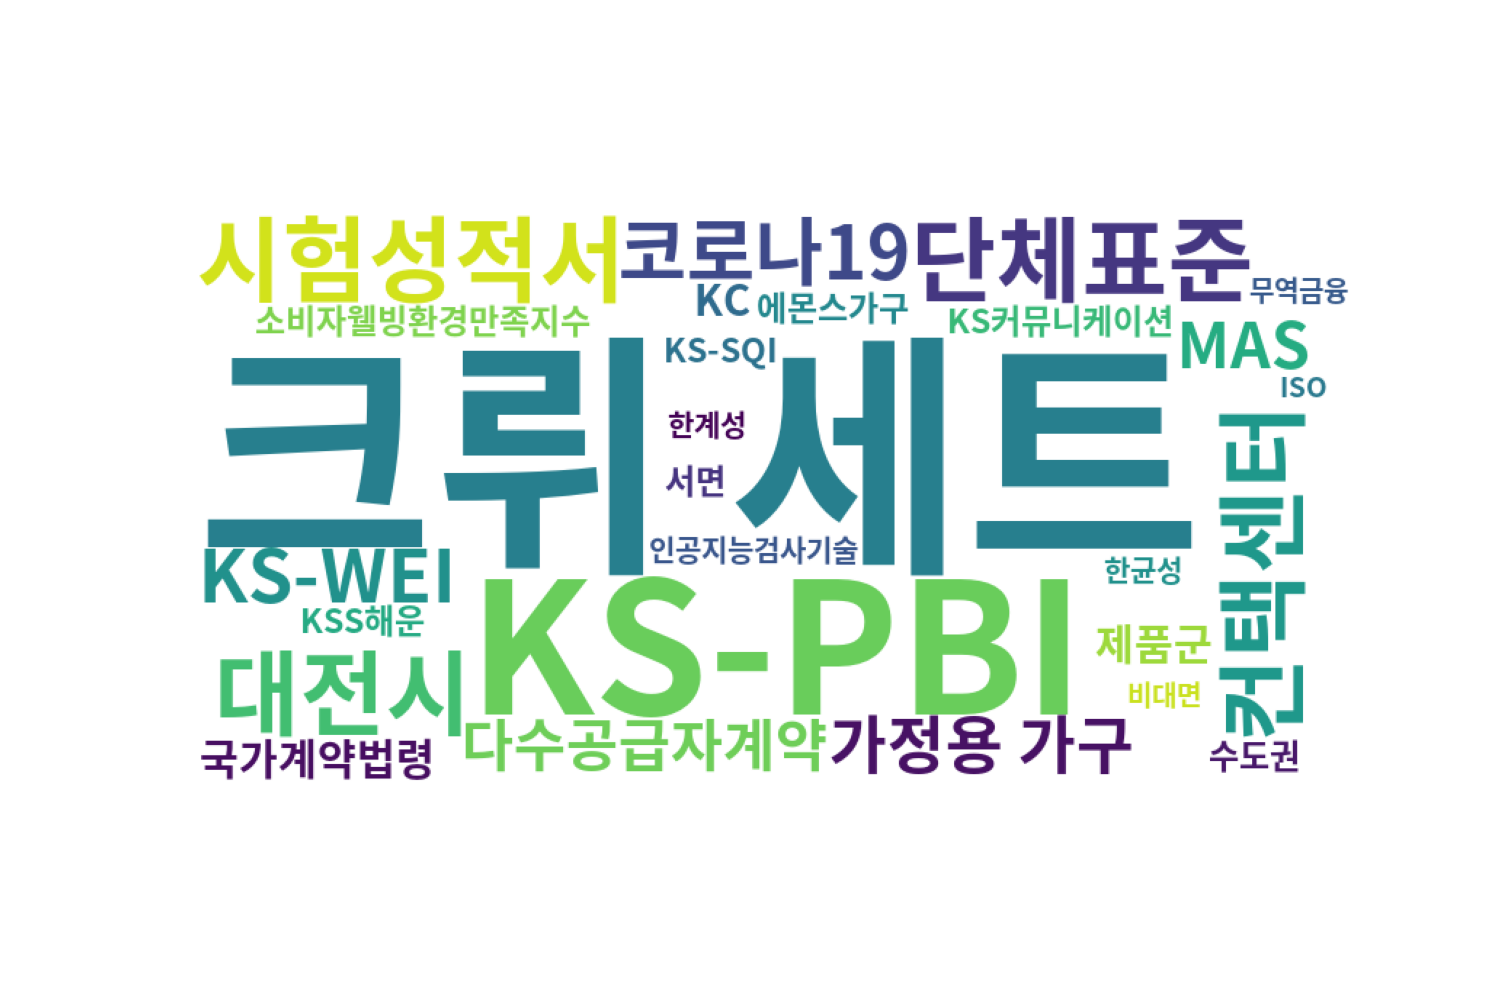 시험성적서
코로나19
단체표준
KC
에몬스가구
무역금융
소비자웰빙환경만족지수
KS커뮤니케이션
MAS
KS-SQI
ISO
크뤼세트
한계성
서면
컨택센터
인공지능검사기술
KS-WEI
한균성
KSS해운
KS-PBI
제품군
대전시
비대면
다수공급자계약
가정용 가구
국가계약법령
수도권